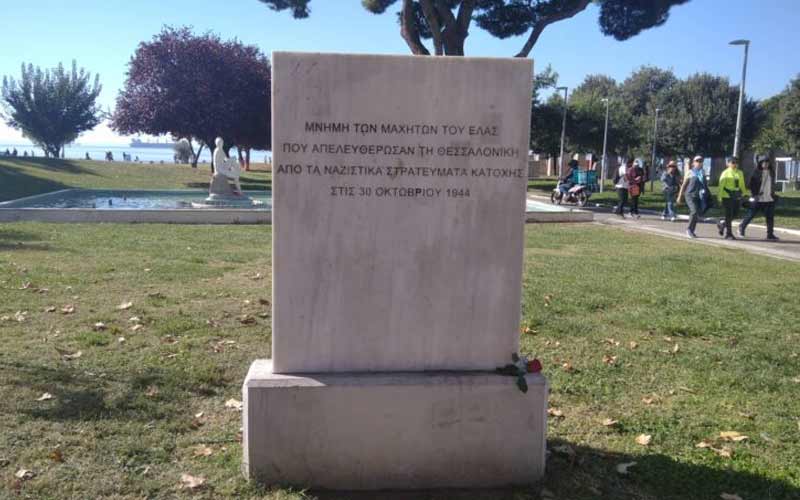 ΜΝΗΜΗ ΤΩΝ ΜΑΧΗΤΩΝ ΤΟΥ ΕΛΑΣ
ΠΟΥ ΑΠΕΛΕΥΘΕΡΩΣΑΝ ΤΗ ΘΕΣΣΑΛΟΝΙΚΗ
ΑΠΟ ΤΑ ΝΑΖΙΣΤΙΚΑ ΣΤΡΑΤΕΥΜΑΤΑ ΚΑΤΟΧΗΣ
ΣΤΙΣ 30 ΟΚΤΩΒΡΙΟΥ 1944